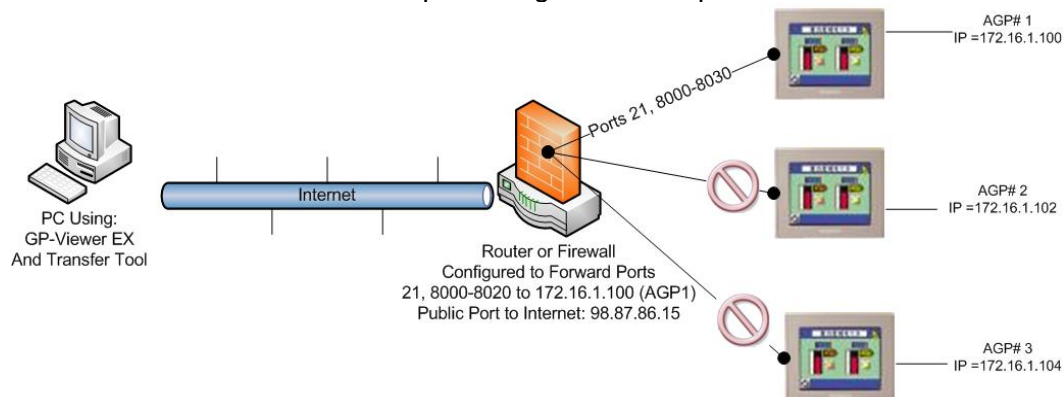 AGP# 1
IP =172.16.1.100
Ports 21, 8000-8030
Internet
PC Using:
GP-Viewer EX
And Transfer Tool
Router or Firewall
Configured to Forward Ports
21, 8000-8020 to 172.16.1.100 (AGP1)
Public Port to Internet: 98.87.86.15
AGP# 2
IP =172.16.1.102
AGP# 3
IP =172.16.1.104